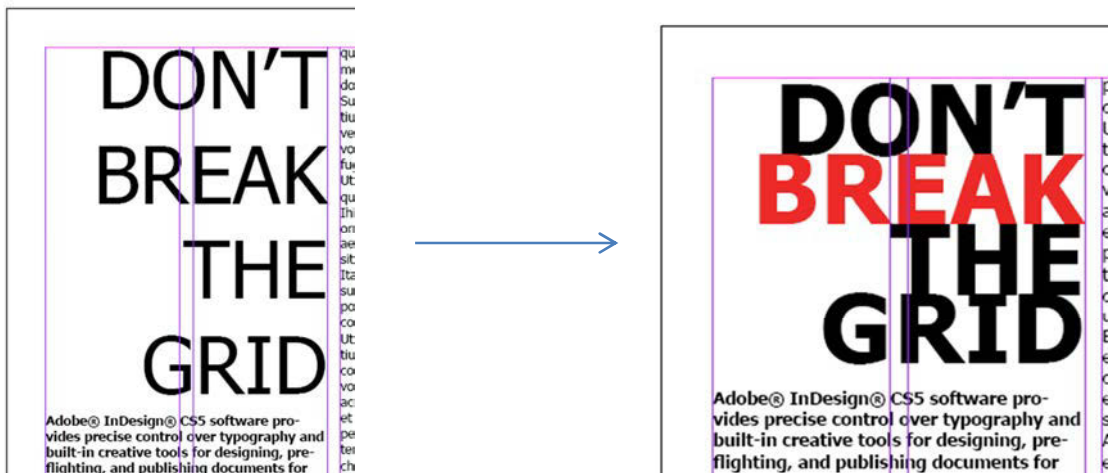 DON'T
BREAK
THE
GRID
Adobe® InDesign® CS5 software pro-
vides precise control over typography and
built-in creative tools for designing, pre-
flighting, and publishing documents for
DON'T
BREAK
THE
GRID
Adobe® InDesign® CS5 software pro-
vides precise control over typography and
built-in creative tools for designing, pre-
flighting, and publishing documents for